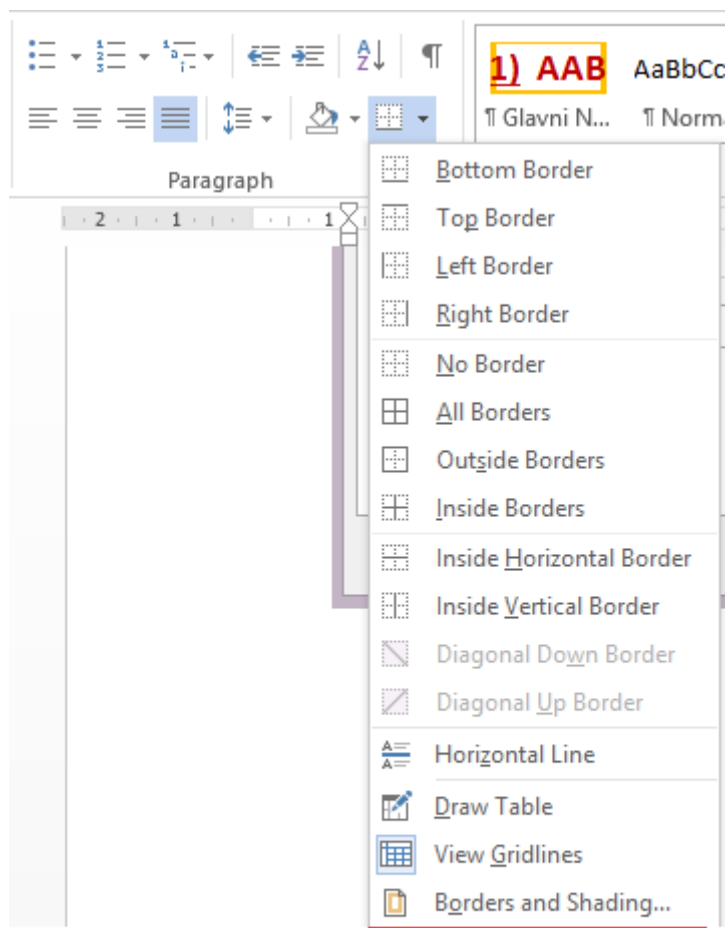 1) AAB AaBbCc
¶ Glavni N... ¶ Norm
Paragraph
2 1 1
Bottom Border
Top Border
Left Border
Right Border
No Border
All Borders
Outside Borders
Inside Borders
Inside Horizontal Border
Inside Vertical Border
Diagonal Down Border
Diagonal Up Border
Horizontal Line
Draw Table
View Gridlines
Borders and Shading...